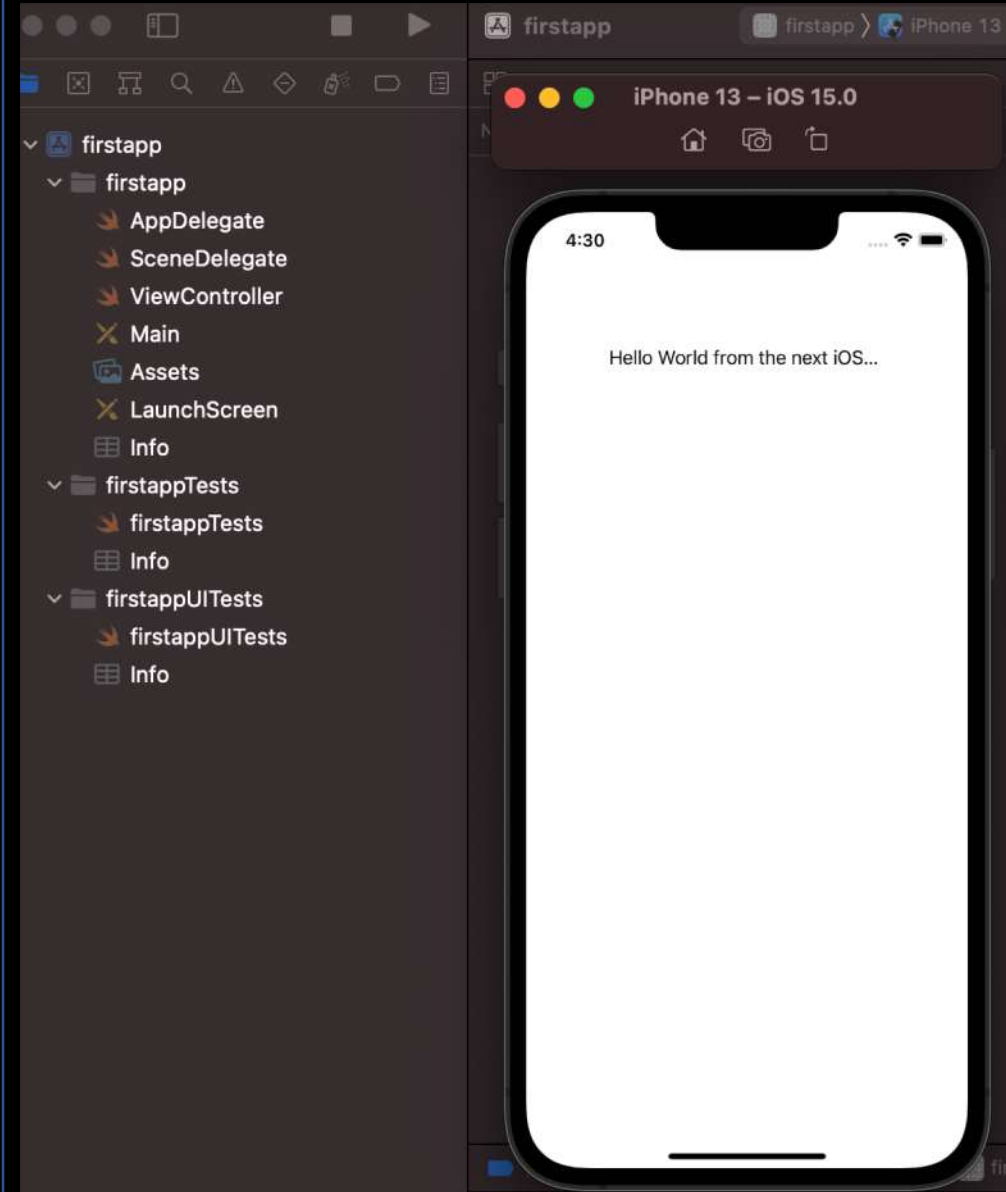 firstapp
firstapp
AppDelegate
SceneDelegate
ViewController
Main
Assets
LaunchScreen
Info
firstappTests
firstappTests
Info
firstappUITests
firstappUITests
Info
firstapp
firstapp 〉 iPhone 13
iPhone 13 – iOS 15.0
4:30
Hello World from the next iOS...